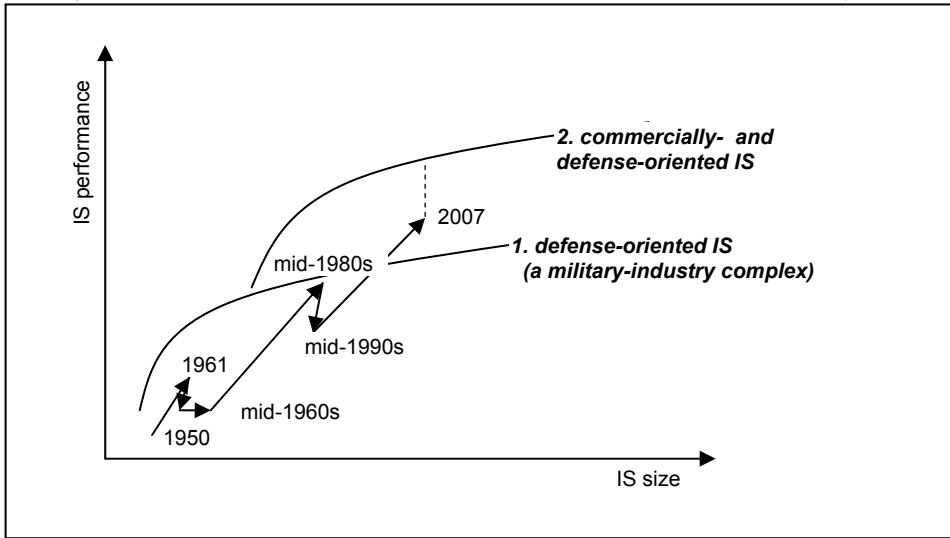 IS performance
2. commercially- and
defense-oriented IS
2007
1. defense-oriented IS
(a military-industry complex)
mid-1980s
mid-1990s
1961
mid-1960s
1950
IS size